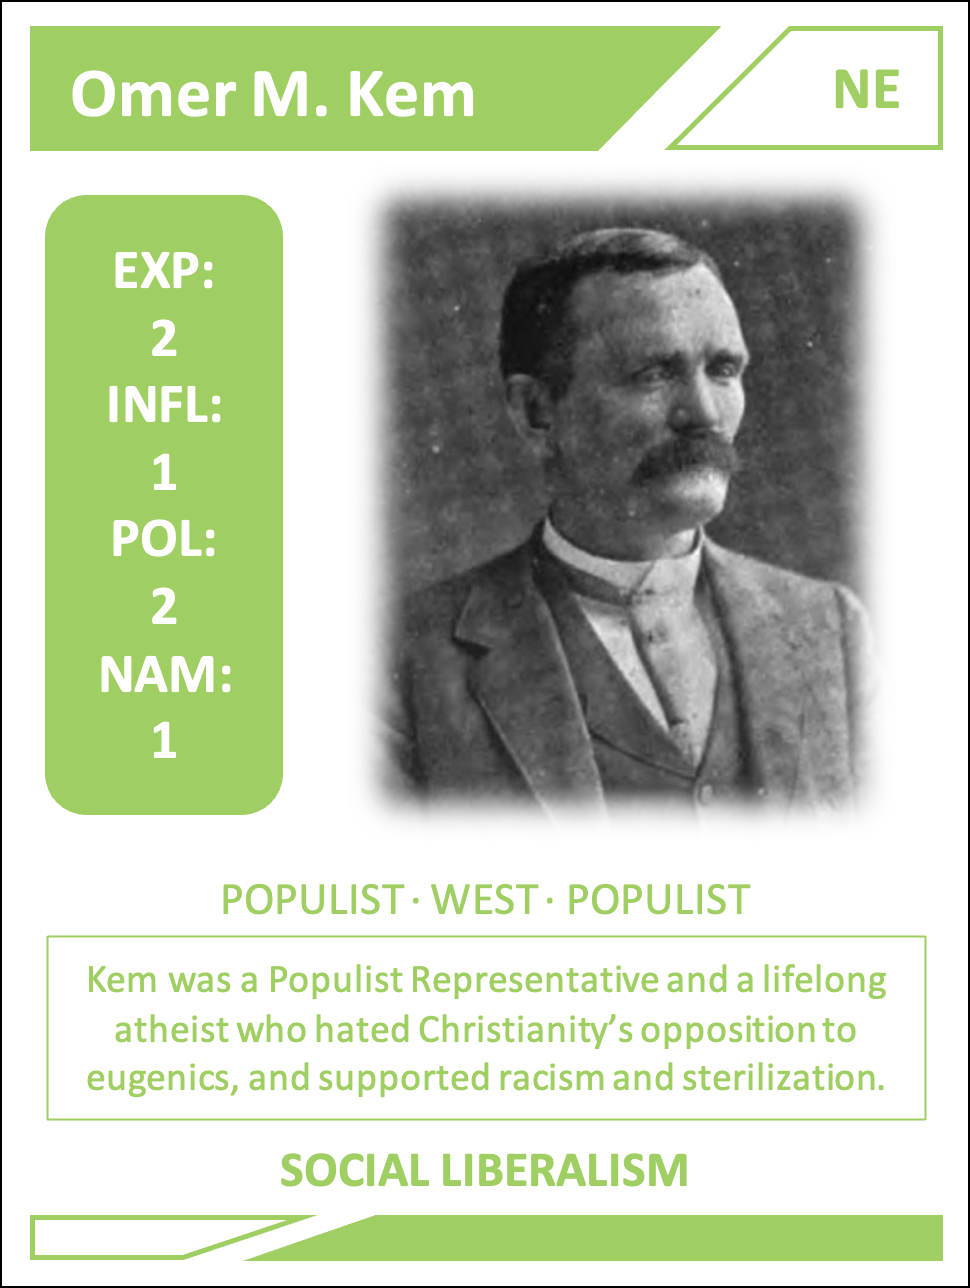 Omer M. Kem
NE
EXP:
2
INFL:
1
POL:
2
NAM:
1
POPULIST · WEST · POPULIST
Kem was a Populist Representative and a lifelong
atheist who hated Christianity’s opposition to
eugenics, and supported racism and sterilization.
SOCIAL LIBERALISM